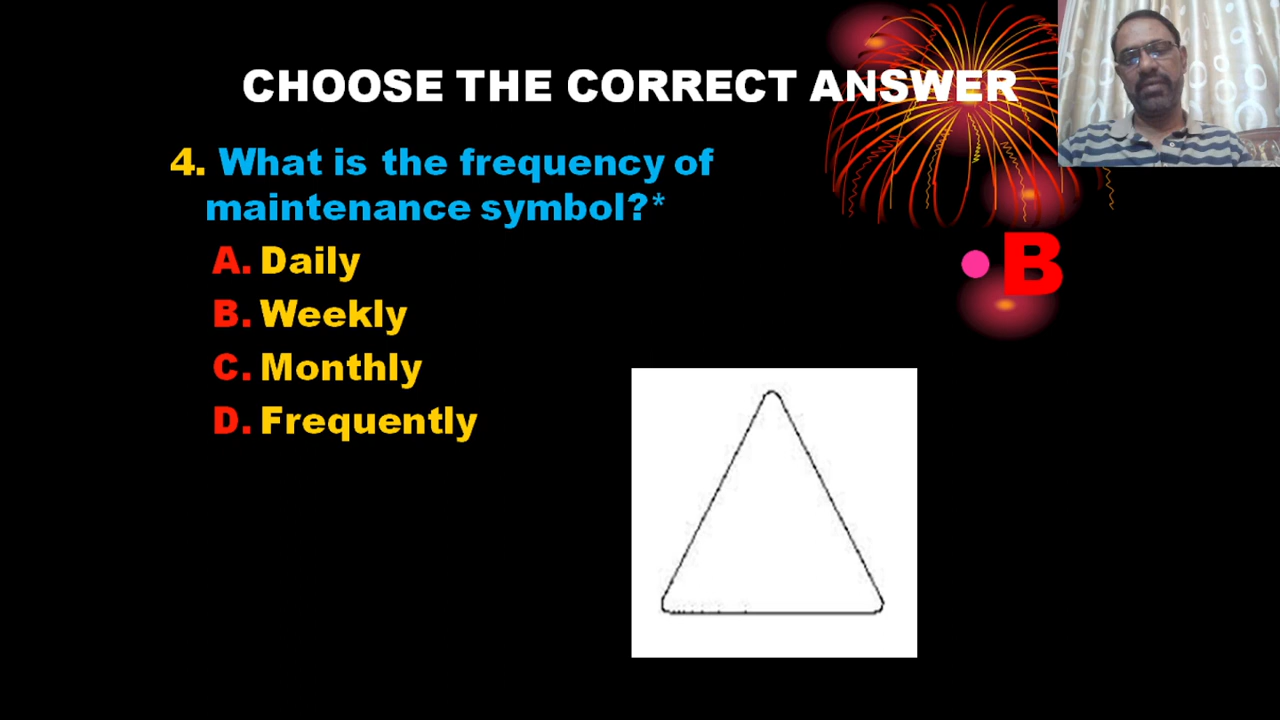 CHOOSE THE CORRECT ANSWER
4. What is the frequency of
maintenance symbol?*
A. Daily
B. Weekly
C. Monthly
D. Frequently
• B